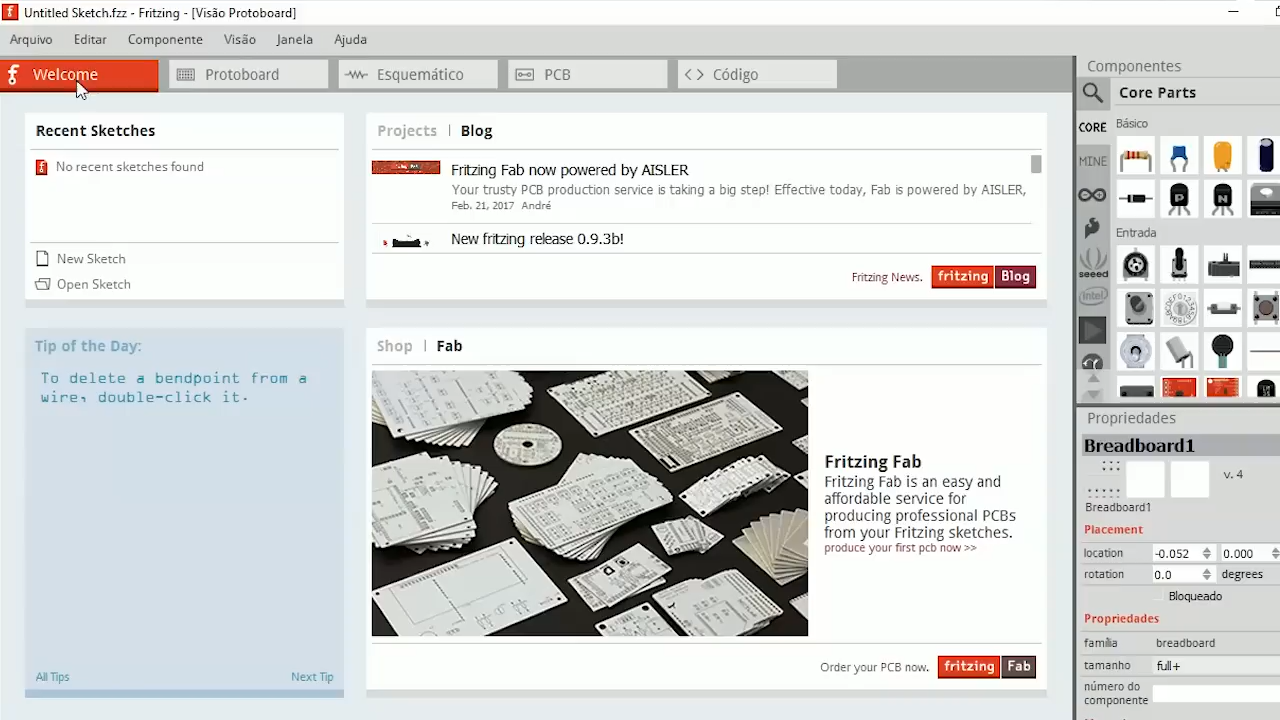 Untitled Sketch.fzz - Fritzing - [Visão Protoboard]
Arquivo Editar Componente Visão Janela Ajuda
Welcome Protoboard Esquemático PCB Código
Recent Sketches
No recent sketches found
New Sketch
Open Sketch
Projects | Blog
Fritzing Fab now powered by AISLER
Your trusty PCB production service is taking a big step! Effective today, Fab is powered by AISLER,
Feb. 21, 2017 André
New fritzing release 0.9.3b!
Fritzing News. fritzing Blog
Tip of the Day:
To delete a bendpoint from a
wire, double-click it.
All Tips Next Tip
Shop | Fab
Fritzing Fab
Fritzing Fab is an easy and
affordable service for
producing professional PCBs
from your Fritzing sketches.
produce your first pcb now >>
Order your PCB now. fritzing Fab
Componentes
Core Parts
CORE
MINE
seeed
intel
Básico
Entrada
Propriedades
Breadboard1
v. 4
Breadboard1
Placement
location -0.052 0.000
rotation 0.0 degrees
Bloqueado
Propriedades
família breadboard
tamanho full+
número do
componente